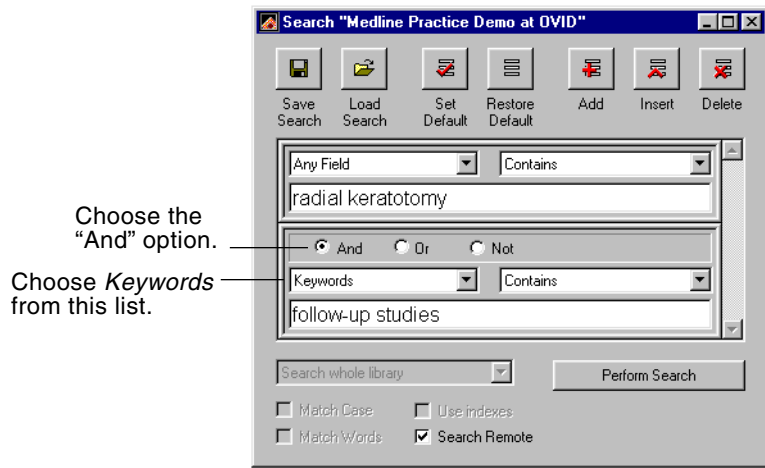 Search "Medline Practice Demo at OVID"
Save Search
Load Search
Set Default
Restore Default
Add
Insert
Delete
Any Field
Contains
radial keratotomy
Choose the
“And” option.
And Or Not
Choose Keywords
from this list.
Keywords
Contains
follow-up studies
Search whole library
Perform Search
Match Case
Use indexes
Match Words
Search Remote